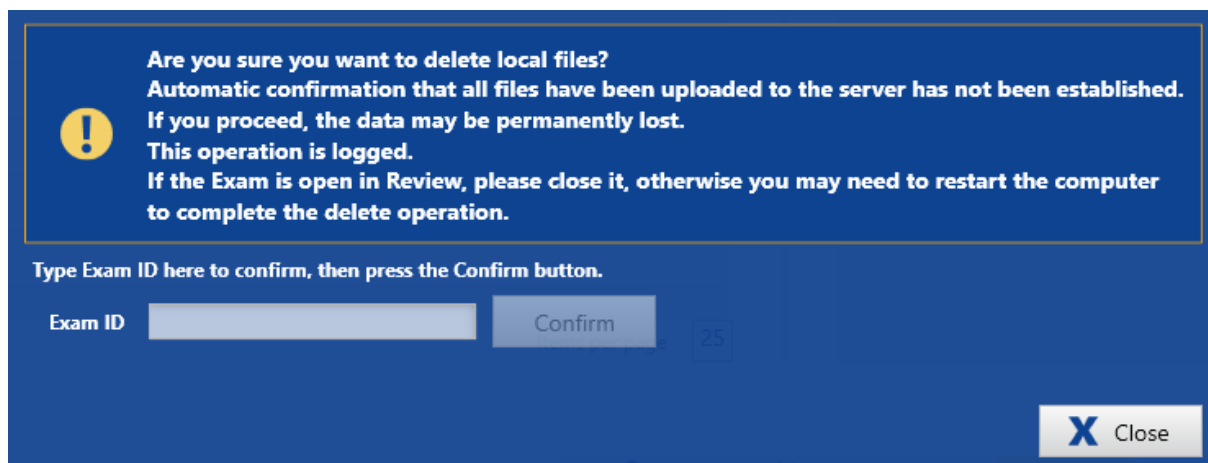 Are you sure you want to delete local files?
Automatic confirmation that all files have been uploaded to the server has not been established.
If you proceed, the data may be permanently lost.
This operation is logged.
If the Exam is open in Review, please close it, otherwise you may need to restart the computer
to complete the delete operation.
Type Exam ID here to confirm, then press the Confirm button.
Exam ID
Confirm
Items per page 25
X Close